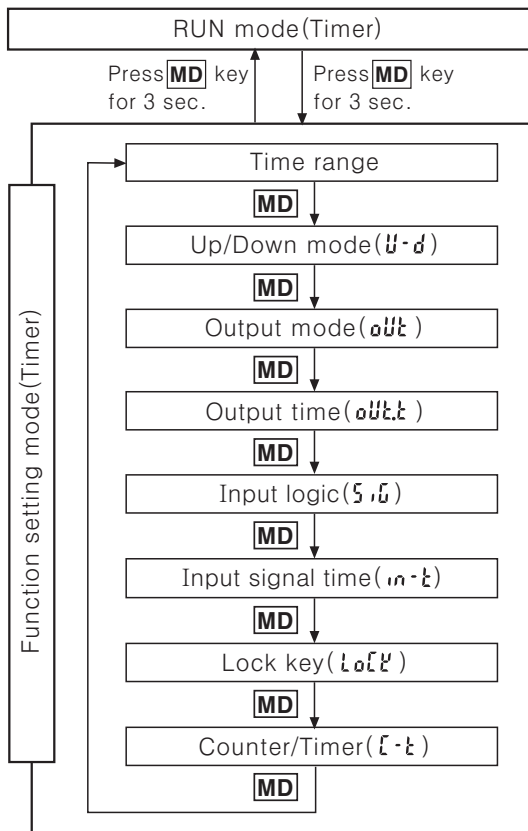 RUN mode(Timer)
Press MD key
for 3 sec.
Press MD key
for 3 sec.
Function setting mode(Timer)
Time range
MD
Up/Down mode(U-d)
MD
Output mode(oUt)
MD
Output time(oUt.t)
MD
Input logic(SiG)
MD
Input signal time(in-t)
MD
Lock key(LoCK)
MD
Counter/Timer(C-t)
MD